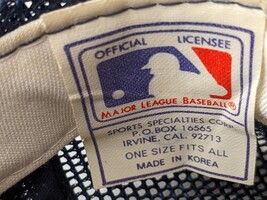 OFFICIAL LICENSEE
MAJOR LEAGUE BASEBALL®
SPORTS SPECIALTIES CORP.
P.O. BOX 16565
IRVINE, CAL. 92713
ONE SIZE FITS ALL
MADE IN KOREA